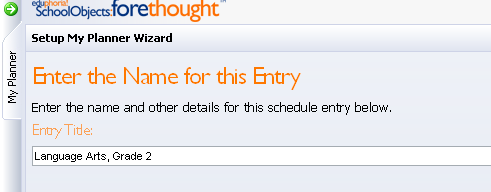 eduphoria!
SchoolObjects:forethought™
Setup My Planner Wizard
My Planner
Enter the Name for this Entry
Enter the name and other details for this schedule entry below.
Entry Title:
Language Arts, Grade 2